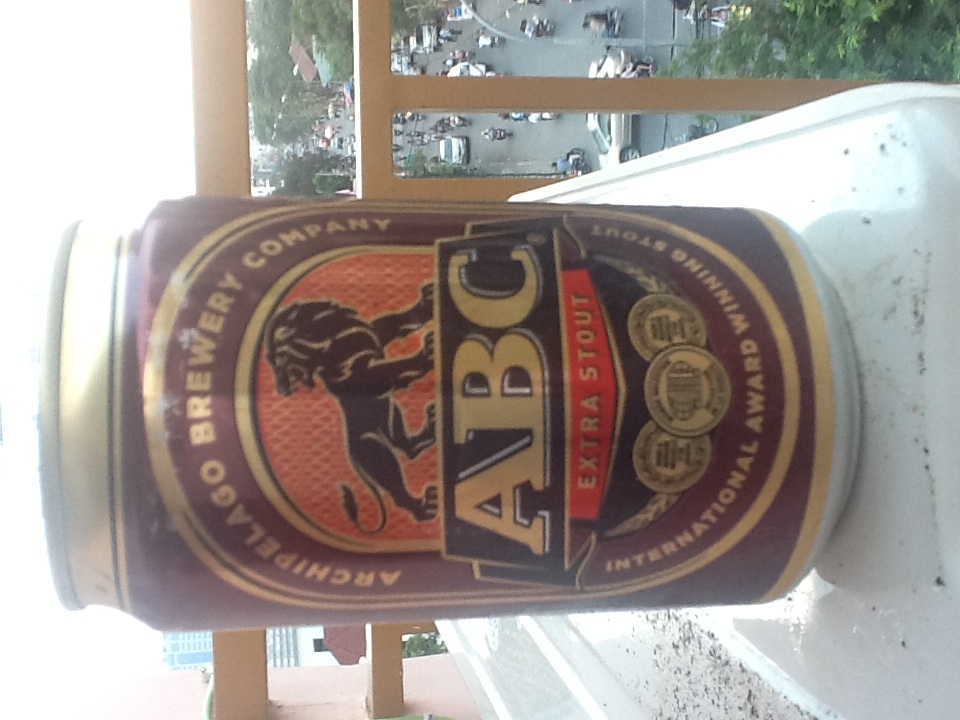 ARCHIPELAGO BREWERY COMPANY
ABC
EXTRA STOUT
INTERNATIONAL AWARD WINNING STOUT